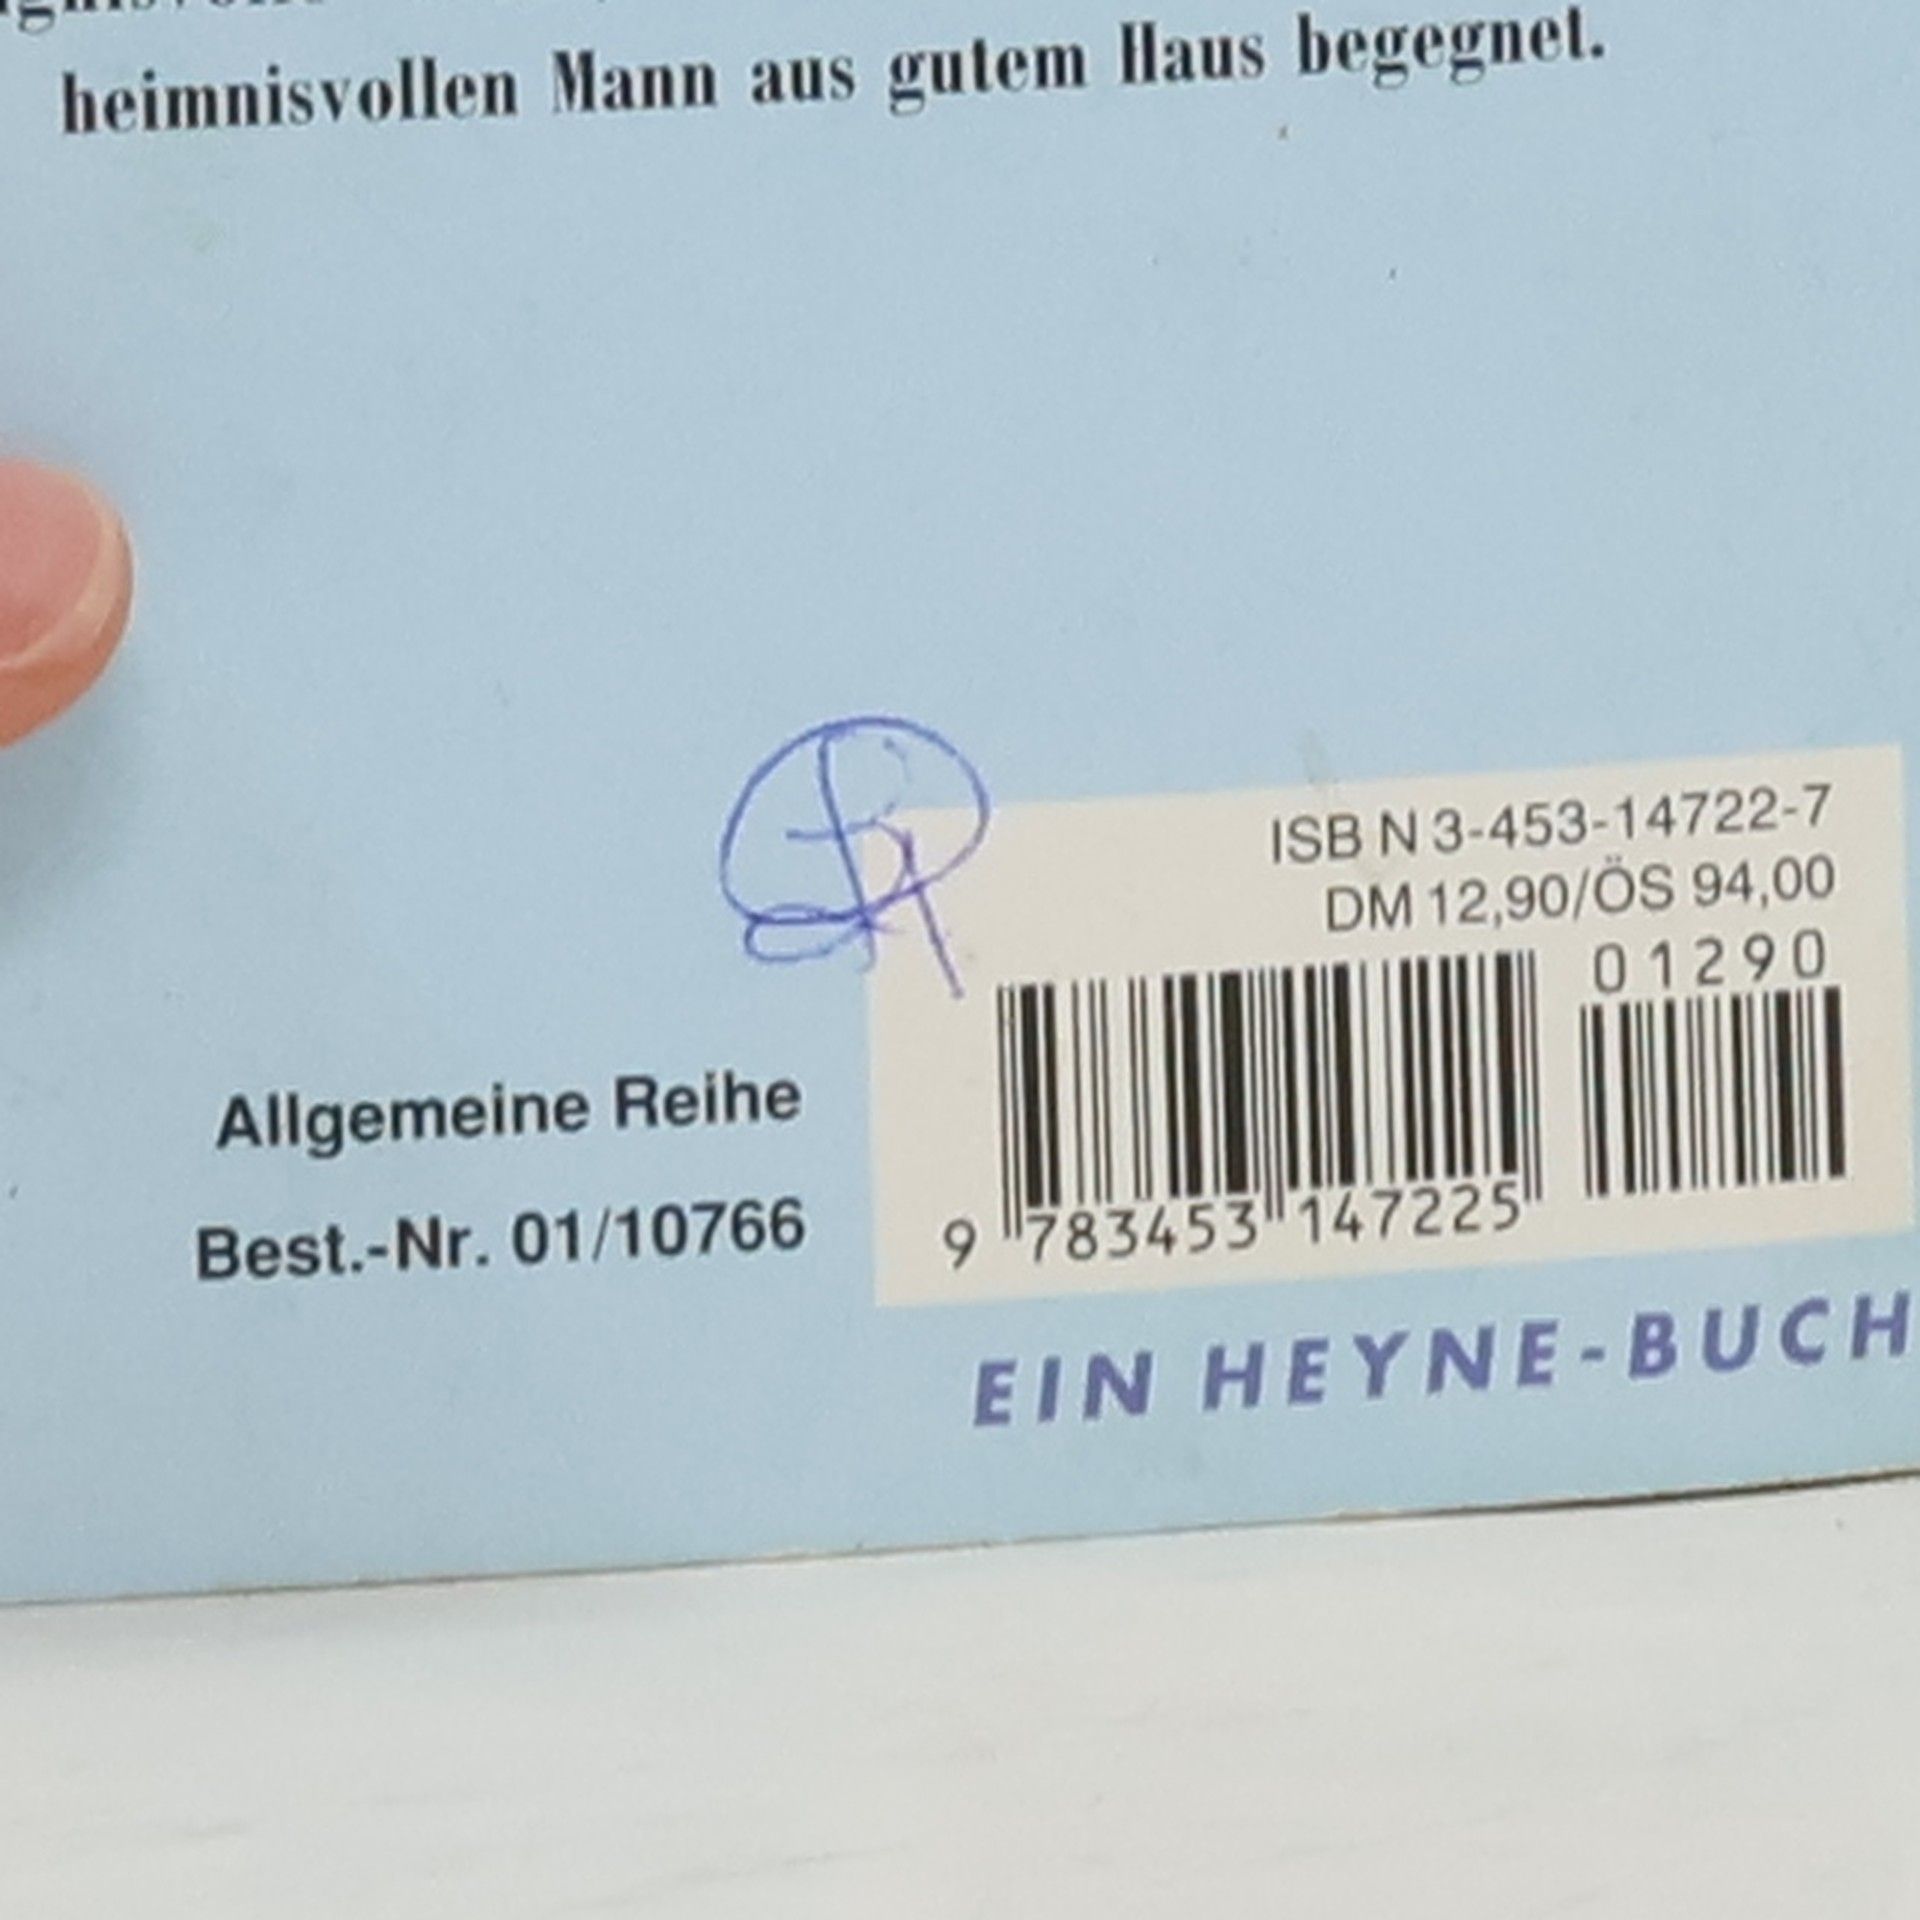 heimnisvollen Mann aus gutem Haus begegnet.
ISBN 3-453-14722-7
DM 12,90/ÖS 94,00
01290
9 783453 147225
Allgemeine Reihe
Best.-Nr. 01/10766
EIN HEYNE-BUCH